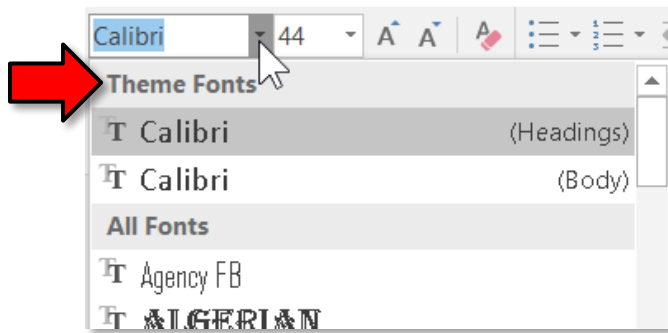 Calibri 44
Theme Fonts
Calibri (Headings)
Calibri (Body)
All Fonts
Agency FB
ALGERIAN